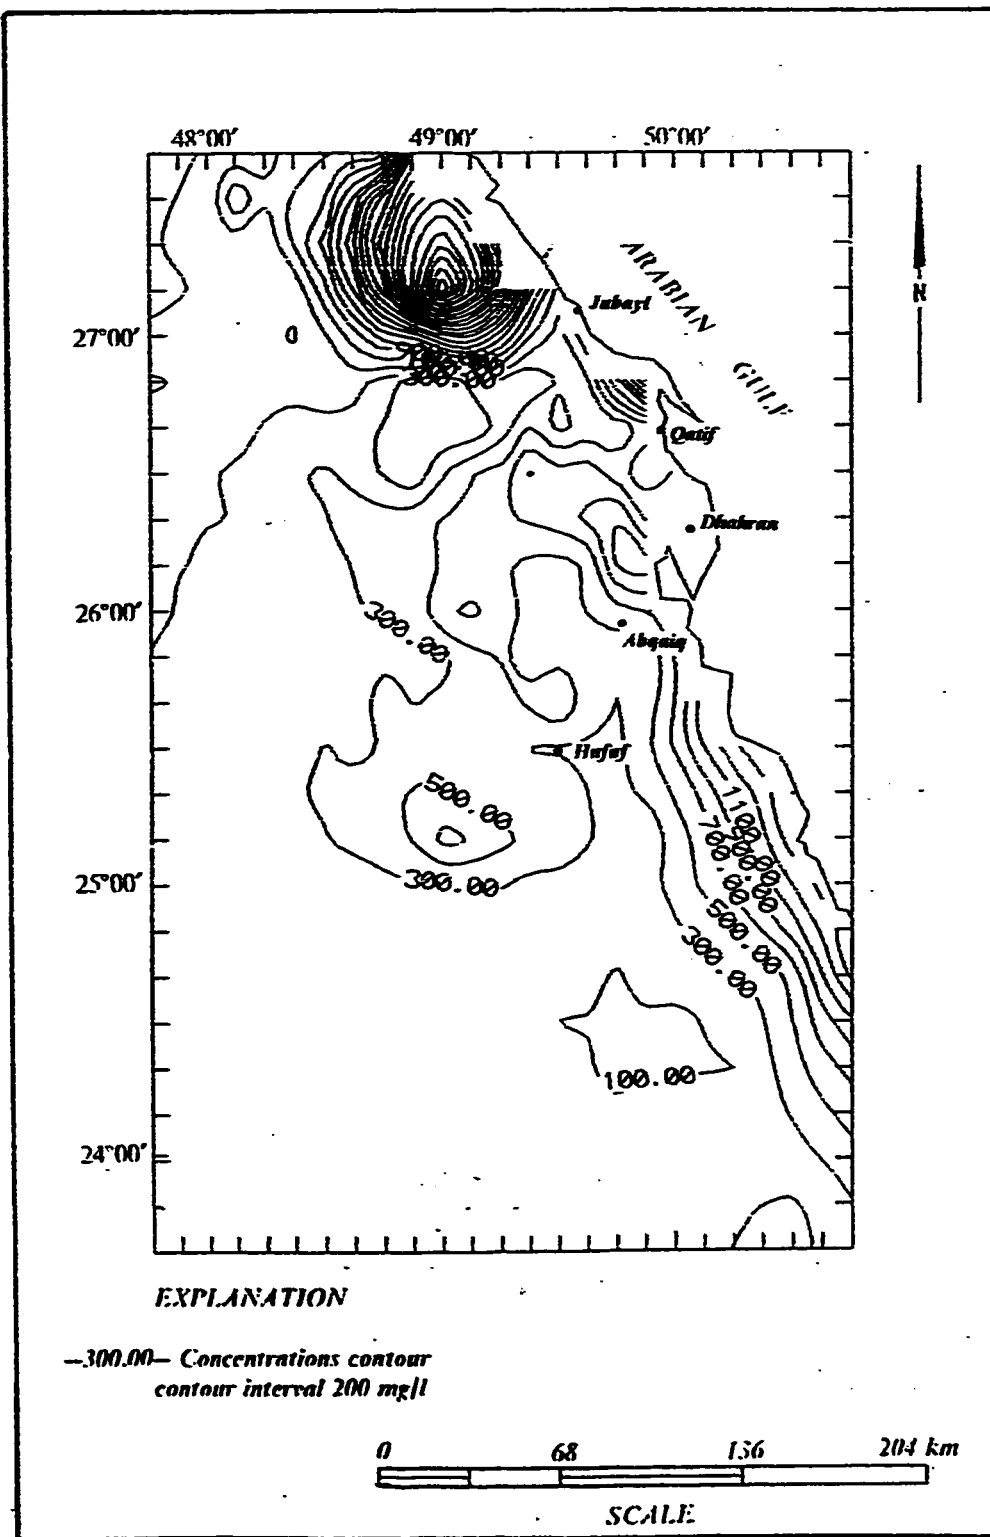 48°00′ 49°00′ 50°00′
ARABIAN GULF
N
Jubayl
27°00′
300.00
Qatif
Dhahran
26°00′
300.00
Abqaiq
Hufuf
500.00
1100
700.00
25°00′
300.00
500.00
300.00
100.00
24°00′
EXPLANATION
—300.00— Concentrations contour
contour interval 200 mg/l
0 68 136 204 km
SCALE